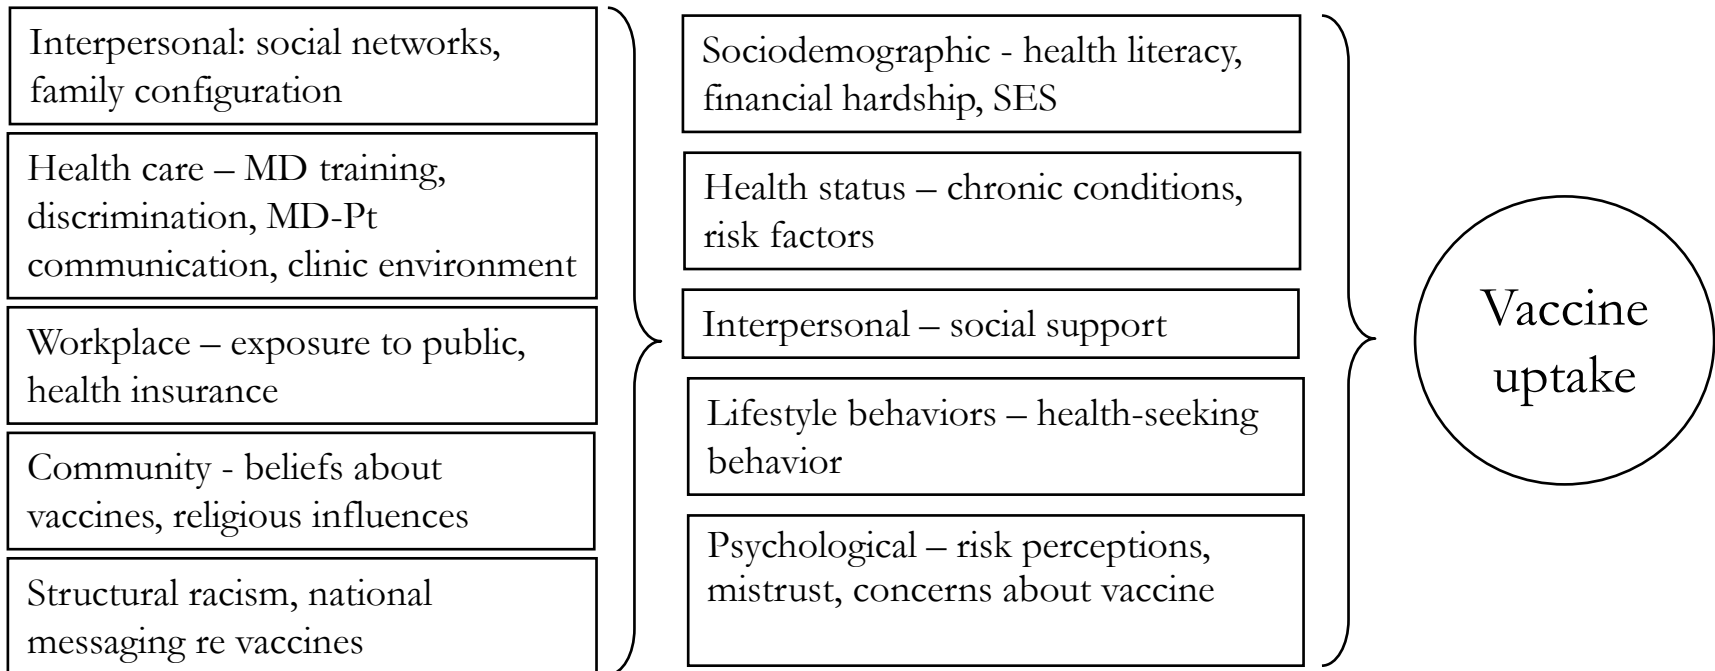 Interpersonal: social networks,
family configuration
Health care – MD training,
discrimination, MD-Pt
communication, clinic environment
Workplace – exposure to public,
health insurance
Community - beliefs about
vaccines, religious influences
Structural racism, national
messaging re vaccines
Sociodemographic - health literacy,
financial hardship, SES
Health status – chronic conditions,
risk factors
Interpersonal – social support
Lifestyle behaviors – health-seeking
behavior
Psychological – risk perceptions,
mistrust, concerns about vaccine
Vaccine
uptake